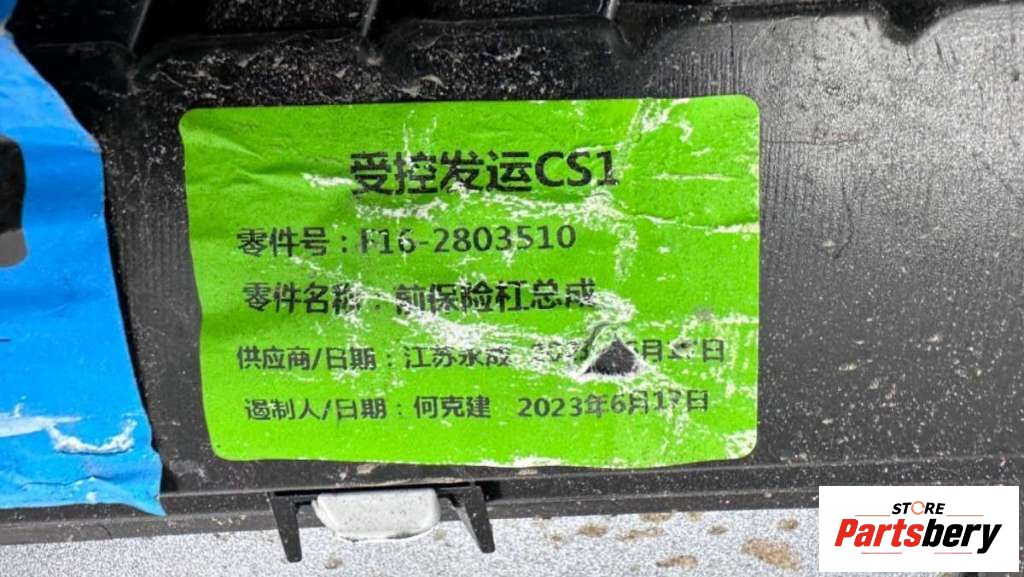 受控发运CS1
零件号：F16-2803510
零件名称：前保险杠总成
供应商/日期：江苏永成
遏制人/日期：何克建 2023年6月17日
STORE
Partsbery